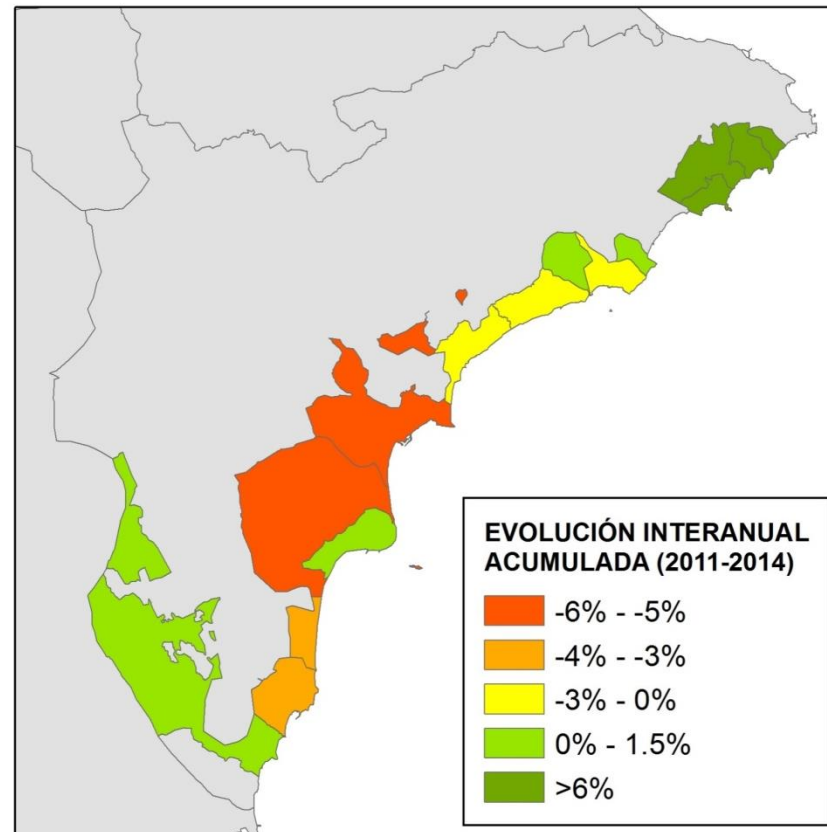 EVOLUCIÓN INTERANUAL
ACUMULADA (2011-2014)
-6% - -5%
-4% - -3%
-3% - 0%
0% - 1.5%
>6%